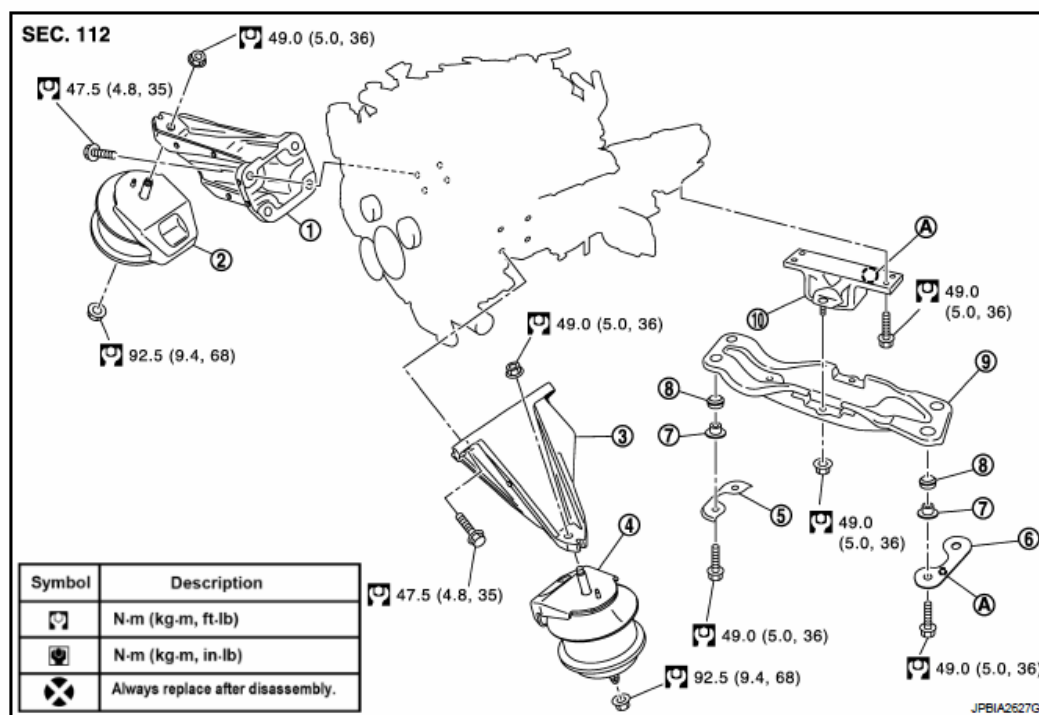 SEC. 112
49.0 (5.0, 36)
47.5 (4.8, 35)
1
2
92.5 (9.4, 68)
A
49.0
(5.0, 36)
10
49.0 (5.0, 36)
9
8
7
3
5
4
8
7
6
49.0
(5.0, 36)
A
47.5 (4.8, 35)
49.0 (5.0, 36)
92.5 (9.4, 68)
49.0 (5.0, 36)
Symbol Description
N·m (kg-m, ft-lb)
N·m (kg-m, in-lb)
Always replace after disassembly.
JPBIA2627G